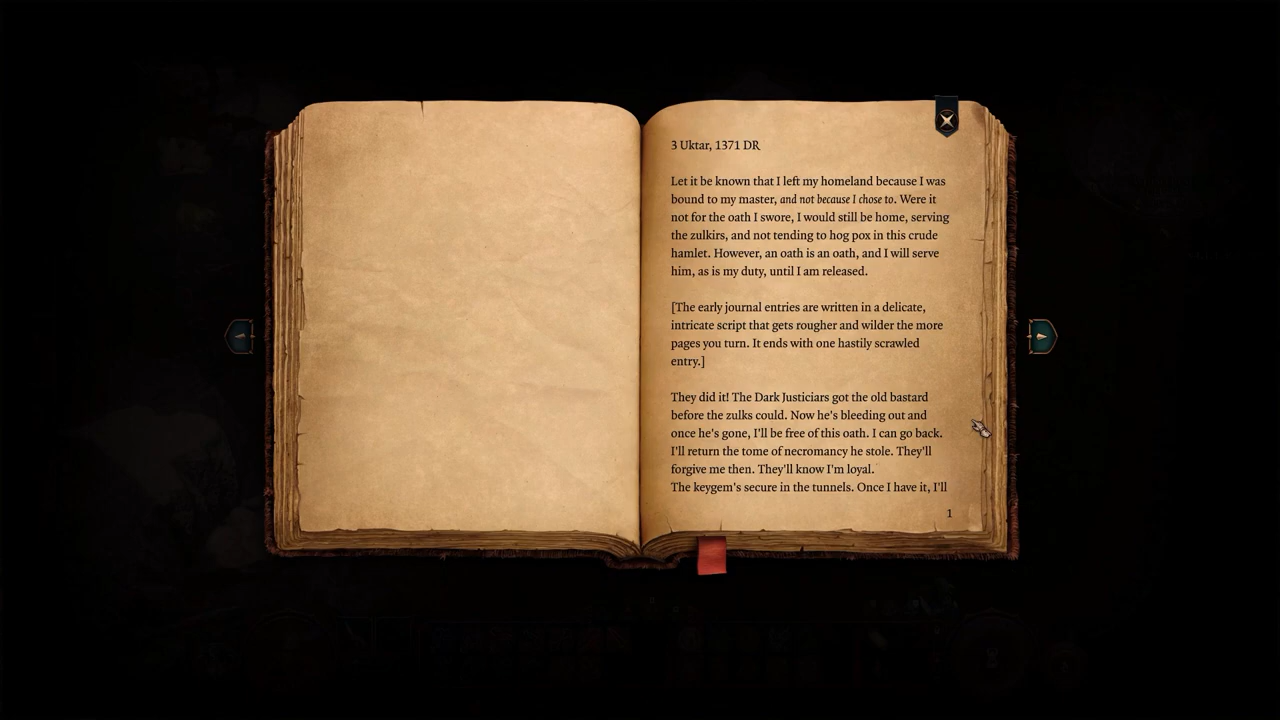 3 Uktar, 1371 DR
Let it be known that I left my homeland because I was
bound to my master, and not because I chose to. Were it
not for the oath I swore, I would still be home, serving
the zulkirs, and not tending to hog pox in this crude
hamlet. However, an oath is an oath, and I will serve
him, as is my duty, until I am released.
[The early journal entries are written in a delicate,
intricate script that gets rougher and wilder the more
pages you turn. It ends with one hastily scrawled
entry.]
They did it! The Dark Justiciars got the old bastard
before the zulks could. Now he's bleeding out and
once he's gone, I'll be free of this oath. I can go back.
I'll return the tome of necromancy he stole. They'll
forgive me then. They'll know I'm loyal.
The keygem's secure in the tunnels. Once I have it, I'll
1